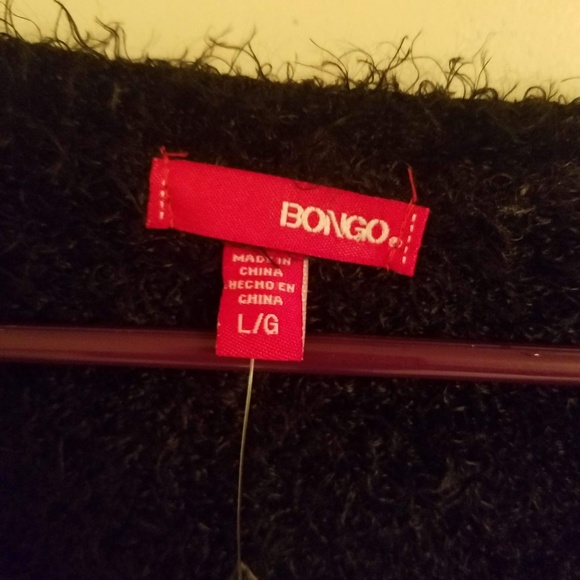 BONGO.
MADE IN
CHINA
HECHO EN
CHINA
L/G